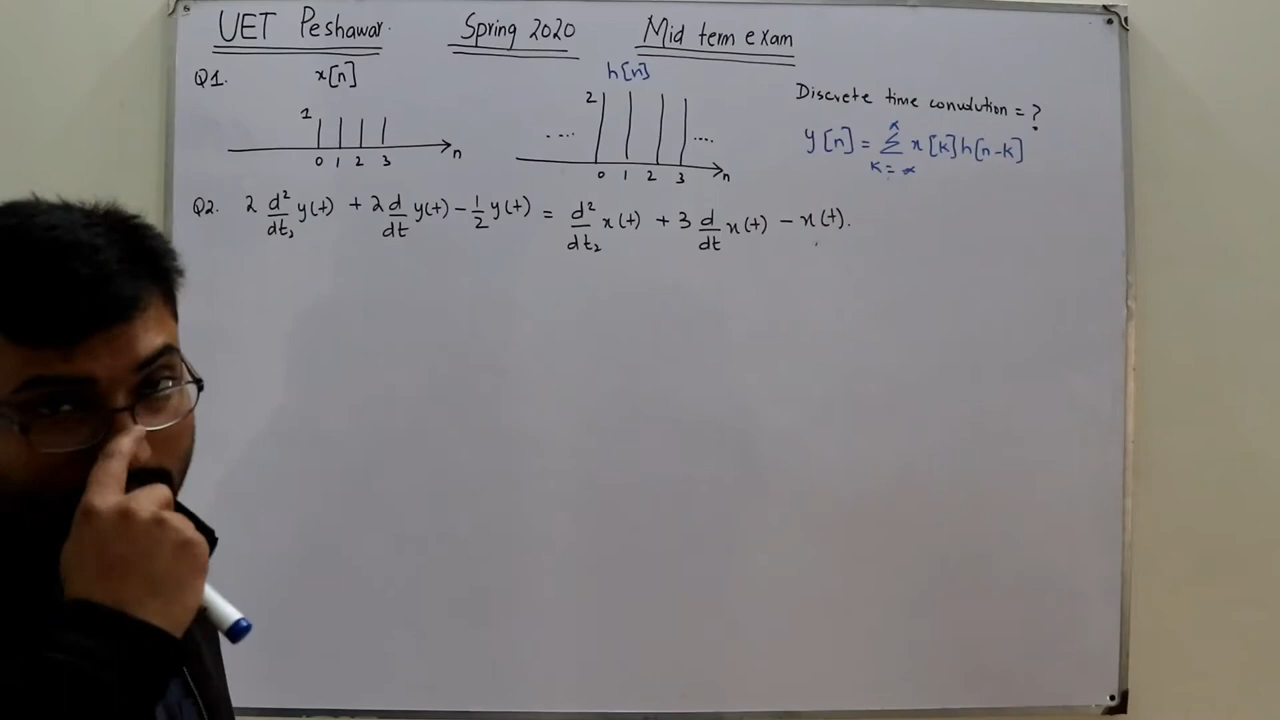 UET Peshawar. Spring 2020 Mid term exam
Q1. x[n] h[n]
Discrete time convolution = ?
1 2 .... ....
y[n] = ∑ x[k] h[n-k]
k = -∞
∞
0 1 2 3 n 0 1 2 3 n
Q2. 2 d²/dt₂ y(t) + 2 d/dt y(t) - 1/2 y(t) = d²/dt₂ x(t) + 3 d/dt x(t) - x(t).